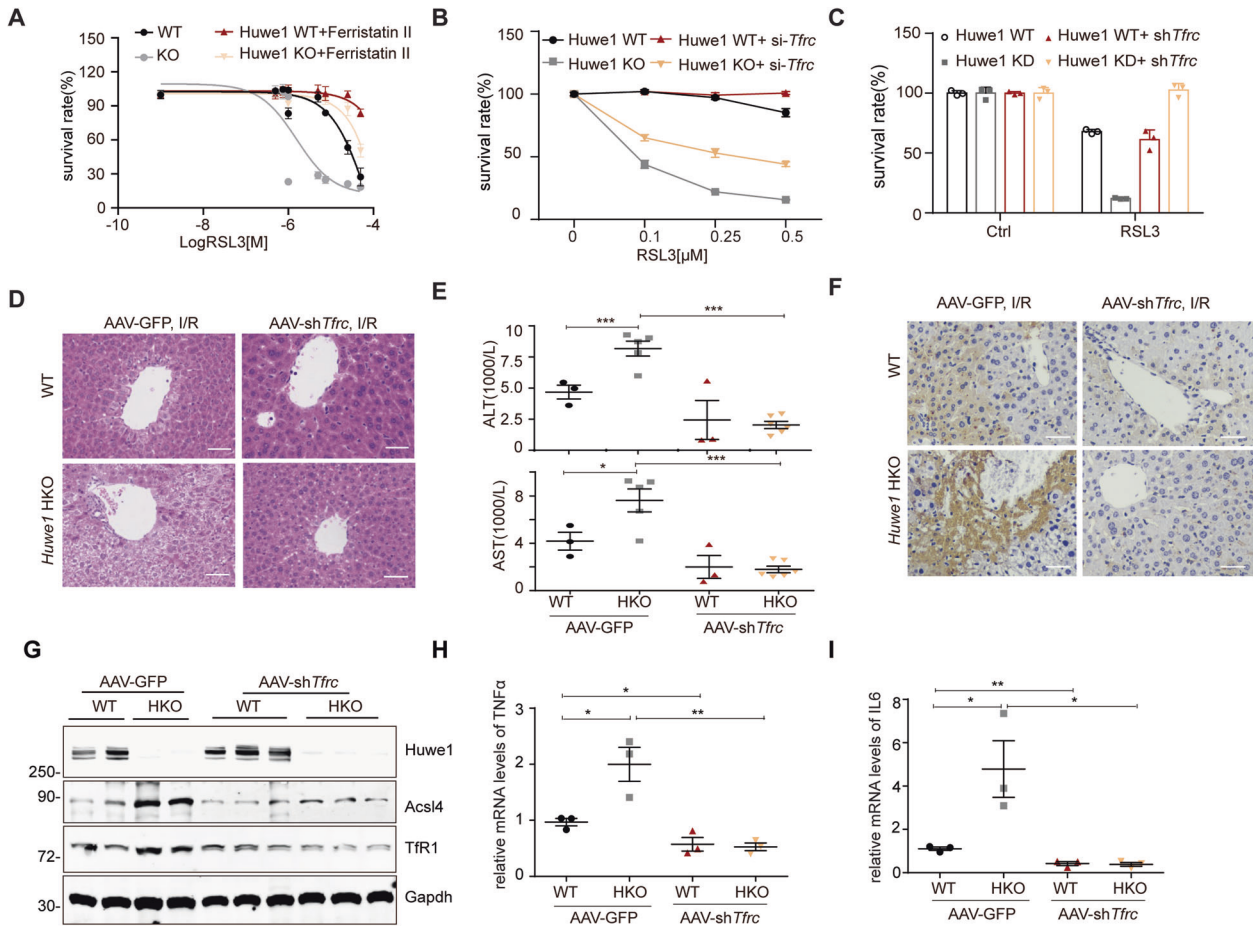 A
WT
KO
Huwe1 WT+Ferristatin II
Huwe1 KO+Ferristatin II
survival rate(%)
150
120
90
60
30
0
-10
-8
-6
-4
LogRSL3[M]
B
Huwe1 WT
Huwe1 KO
Huwe1 WT+ si-Tfrc
Huwe1 KO+ si-Tfrc
survival rate(%)
150
100
50
0
0
0.1
0.25
0.5
RSL3[μM]
C
Huwe1 WT
Huwe1 KD
Huwe1 WT+ shTfrc
Huwe1 KD+ shTfrc
survival rate(%)
150
100
50
0
Ctrl
RSL3
D
AAV-GFP, I/R
AAV-shTfrc, I/R
WT
Huwe1 HKO
E
ALT(1000/L)
10
7.5
5.0
2.5
***
***
AST(1000/L)
8
4
0
*
***
WT
HKO
WT
HKO
AAV-GFP
AAV-shTfrc
F
AAV-GFP, I/R
AAV-shTfrc, I/R
WT
Huwe1 HKO
G
AAV-GFP
AAV-shTfrc
WT
HKO
WT
HKO
250-
90-
72-
30-
Huwe1
Acsl4
TfR1
Gapdh
H
relative mRNA levels of TNFα
3
2
1
0
*
*
**
WT
HKO
WT
HKO
AAV-GFP
AAV-shTfrc
I
relative mRNA levels of IL6
8
6
4
2
0
**
*
*
WT
HKO
WT
HKO
AAV-GFP
AAV-shTfrc